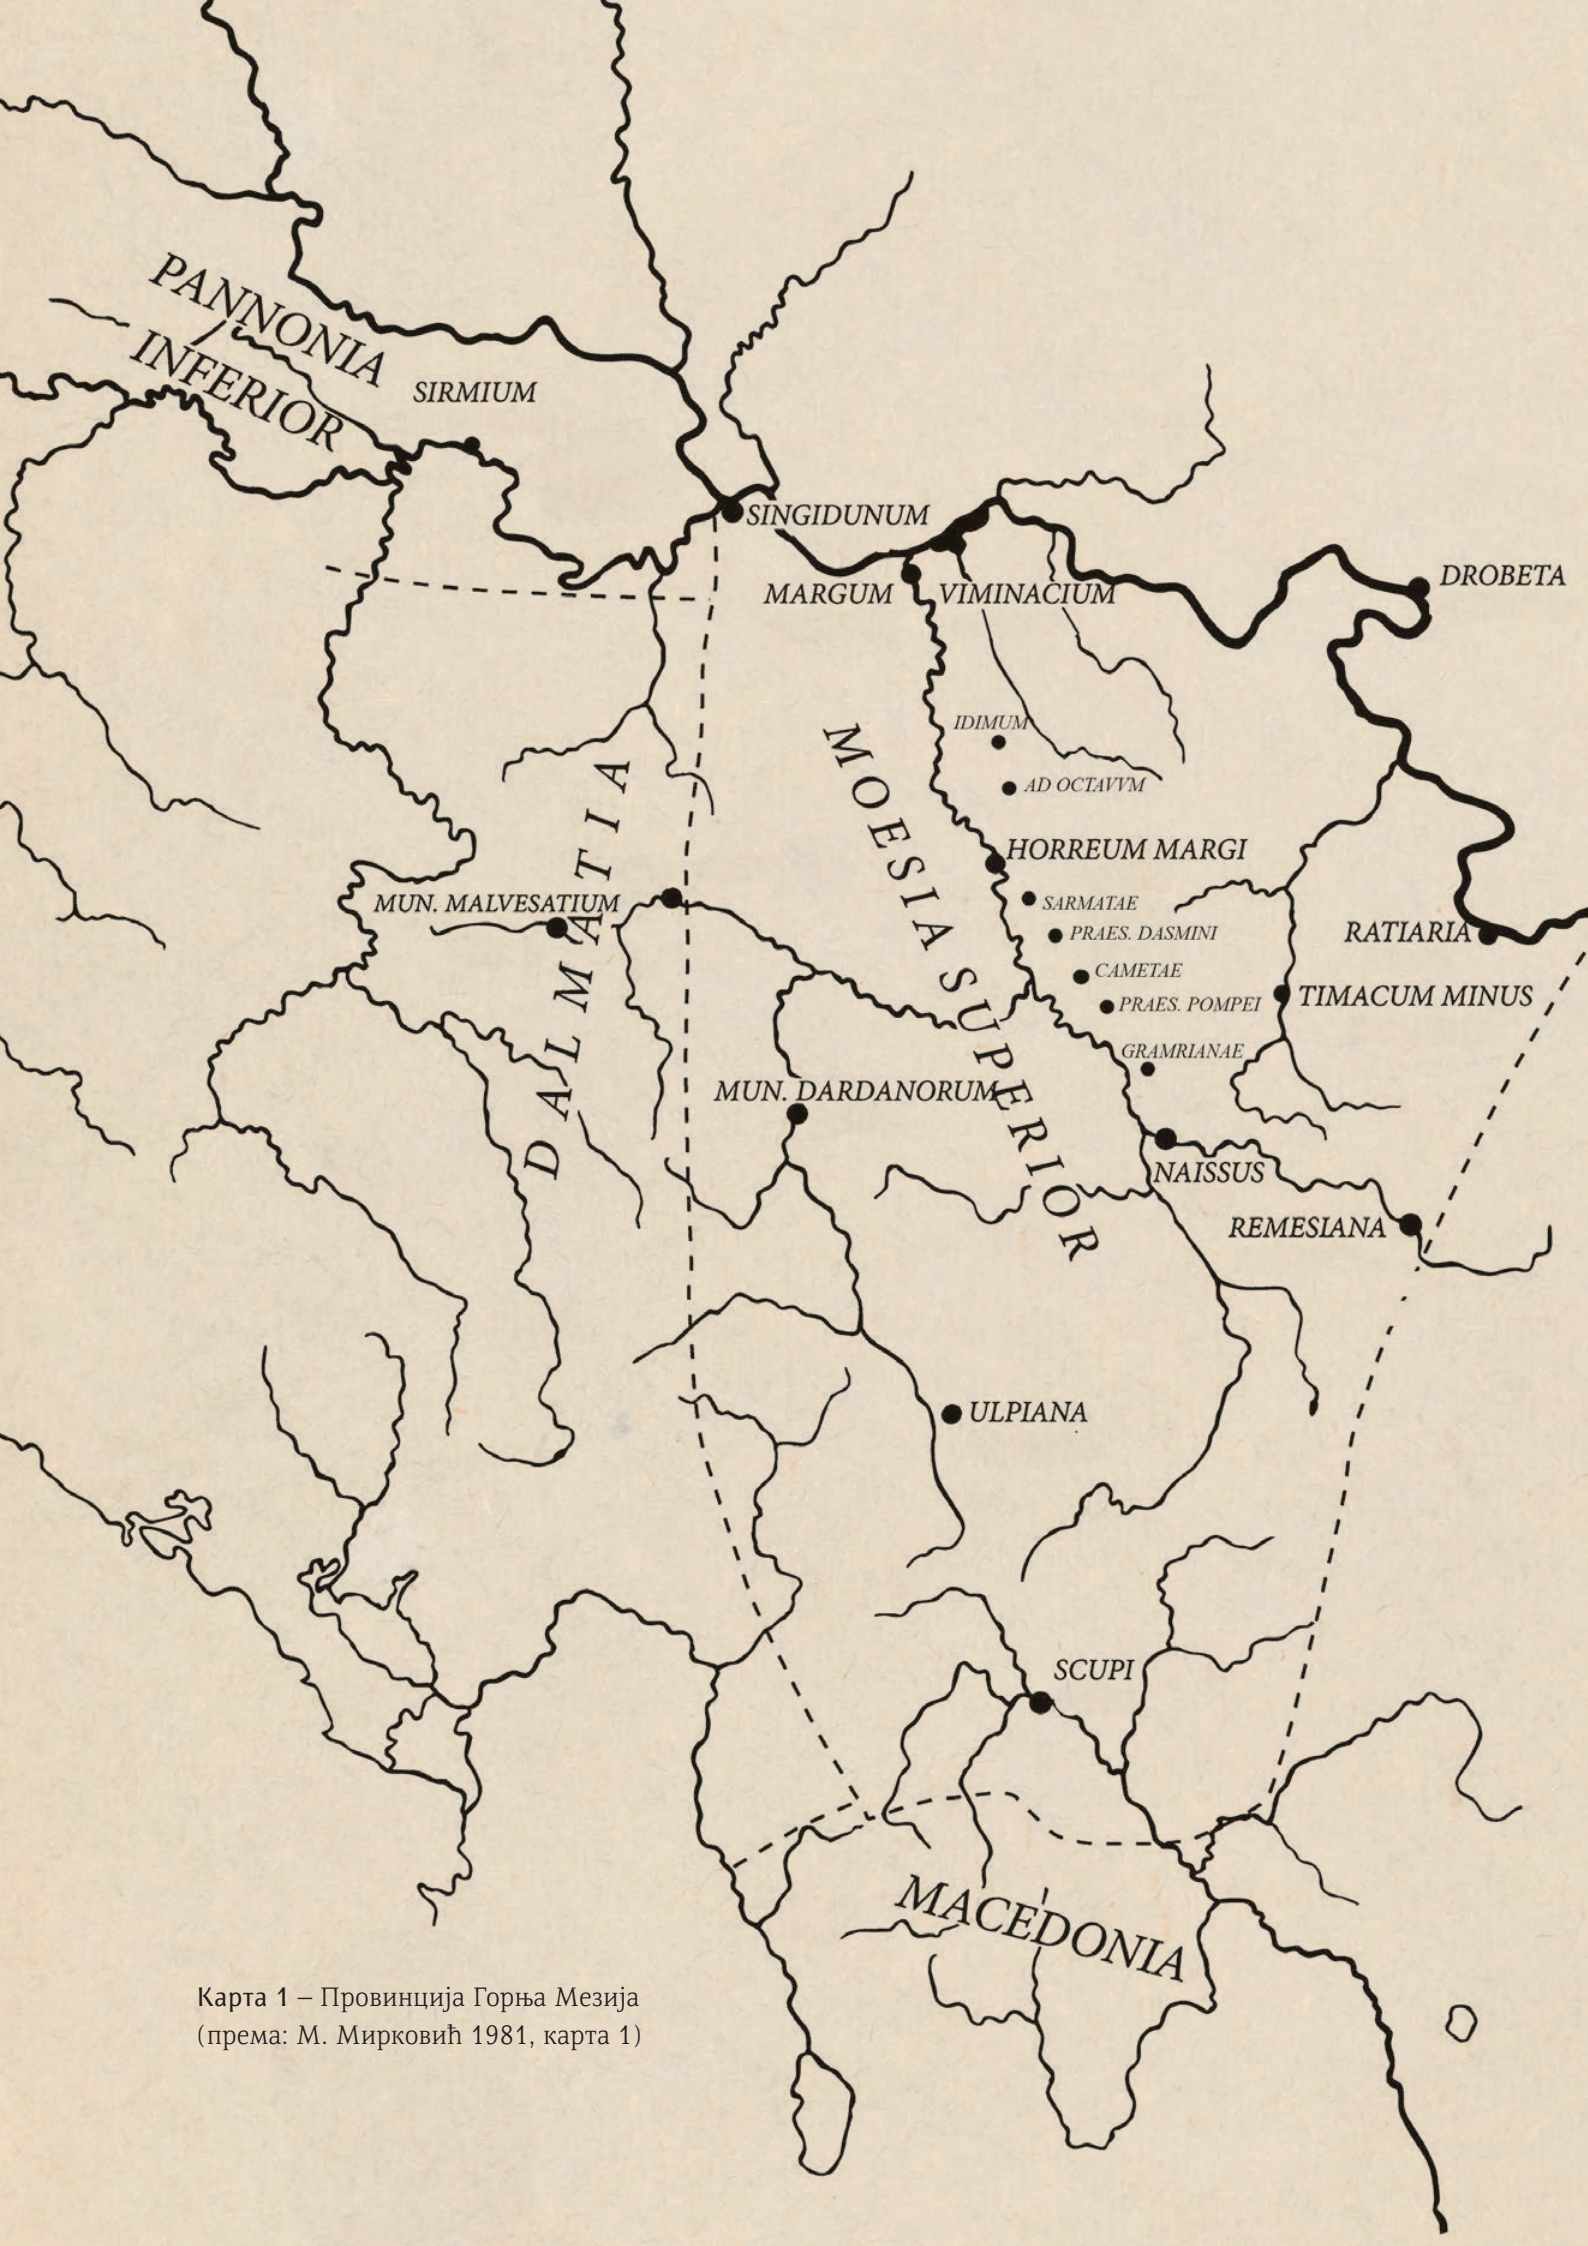 PANNONIA
INFERIOR
SIRMIUM
SINGIDUNUM
DROBETA
MARGUM
VIMINACIUM
IDIMUM
AD OCTAVVM
MOESIA SUPERIOR
DALMATIA
HORREUM MARGI
MUN. MALVESATIUM
SARMATAE
PRAES. DASMINI
RATIARIA
CAMETAE
PRAES. POMPEI
TIMACUM MINUS
GRAMRIANAE
MUN. DARDANORUM
NAISSUS
REMESIANA
ULPIANA
SCUPI
MACEDONIA
Карта 1 – Провинција Горња Мезија
(према: М. Мирковић 1981, карта 1)